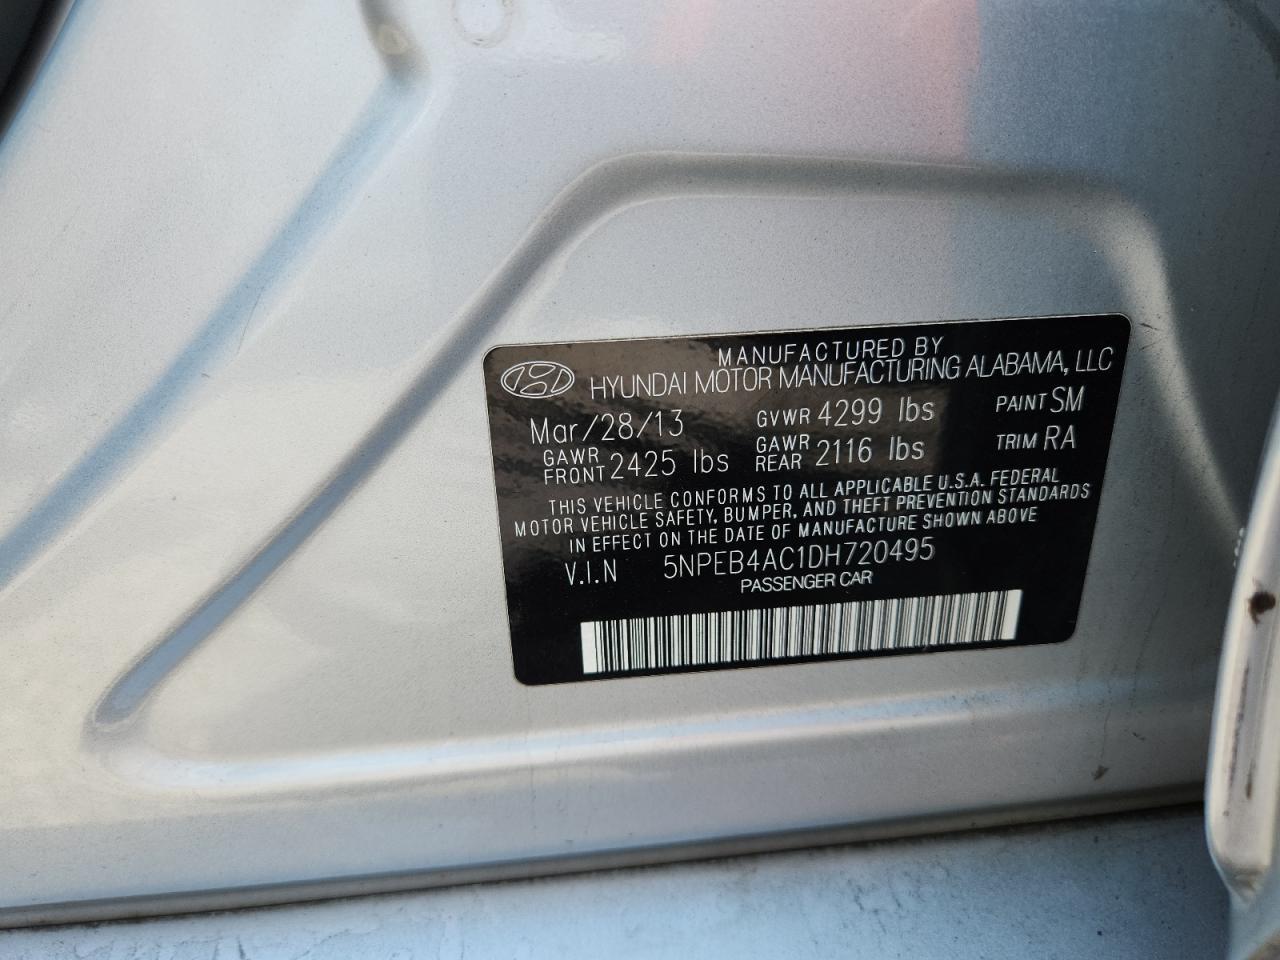 MANUFACTURED BY
HYUNDAI MOTOR MANUFACTURING ALABAMA, LLC
Mar/28/13 GVWR 4299 lbs PAINT SM
GAWR FRONT 2425 lbs GAWR REAR 2116 lbs TRIM RA
THIS VEHICLE CONFORMS TO ALL APPLICABLE U.S.A. FEDERAL
MOTOR VEHICLE SAFETY, BUMPER, AND THEFT PREVENTION STANDARDS
IN EFFECT ON THE DATE OF MANUFACTURE SHOWN ABOVE
V.I.N 5NPEB4AC1DH720495
PASSENGER CAR